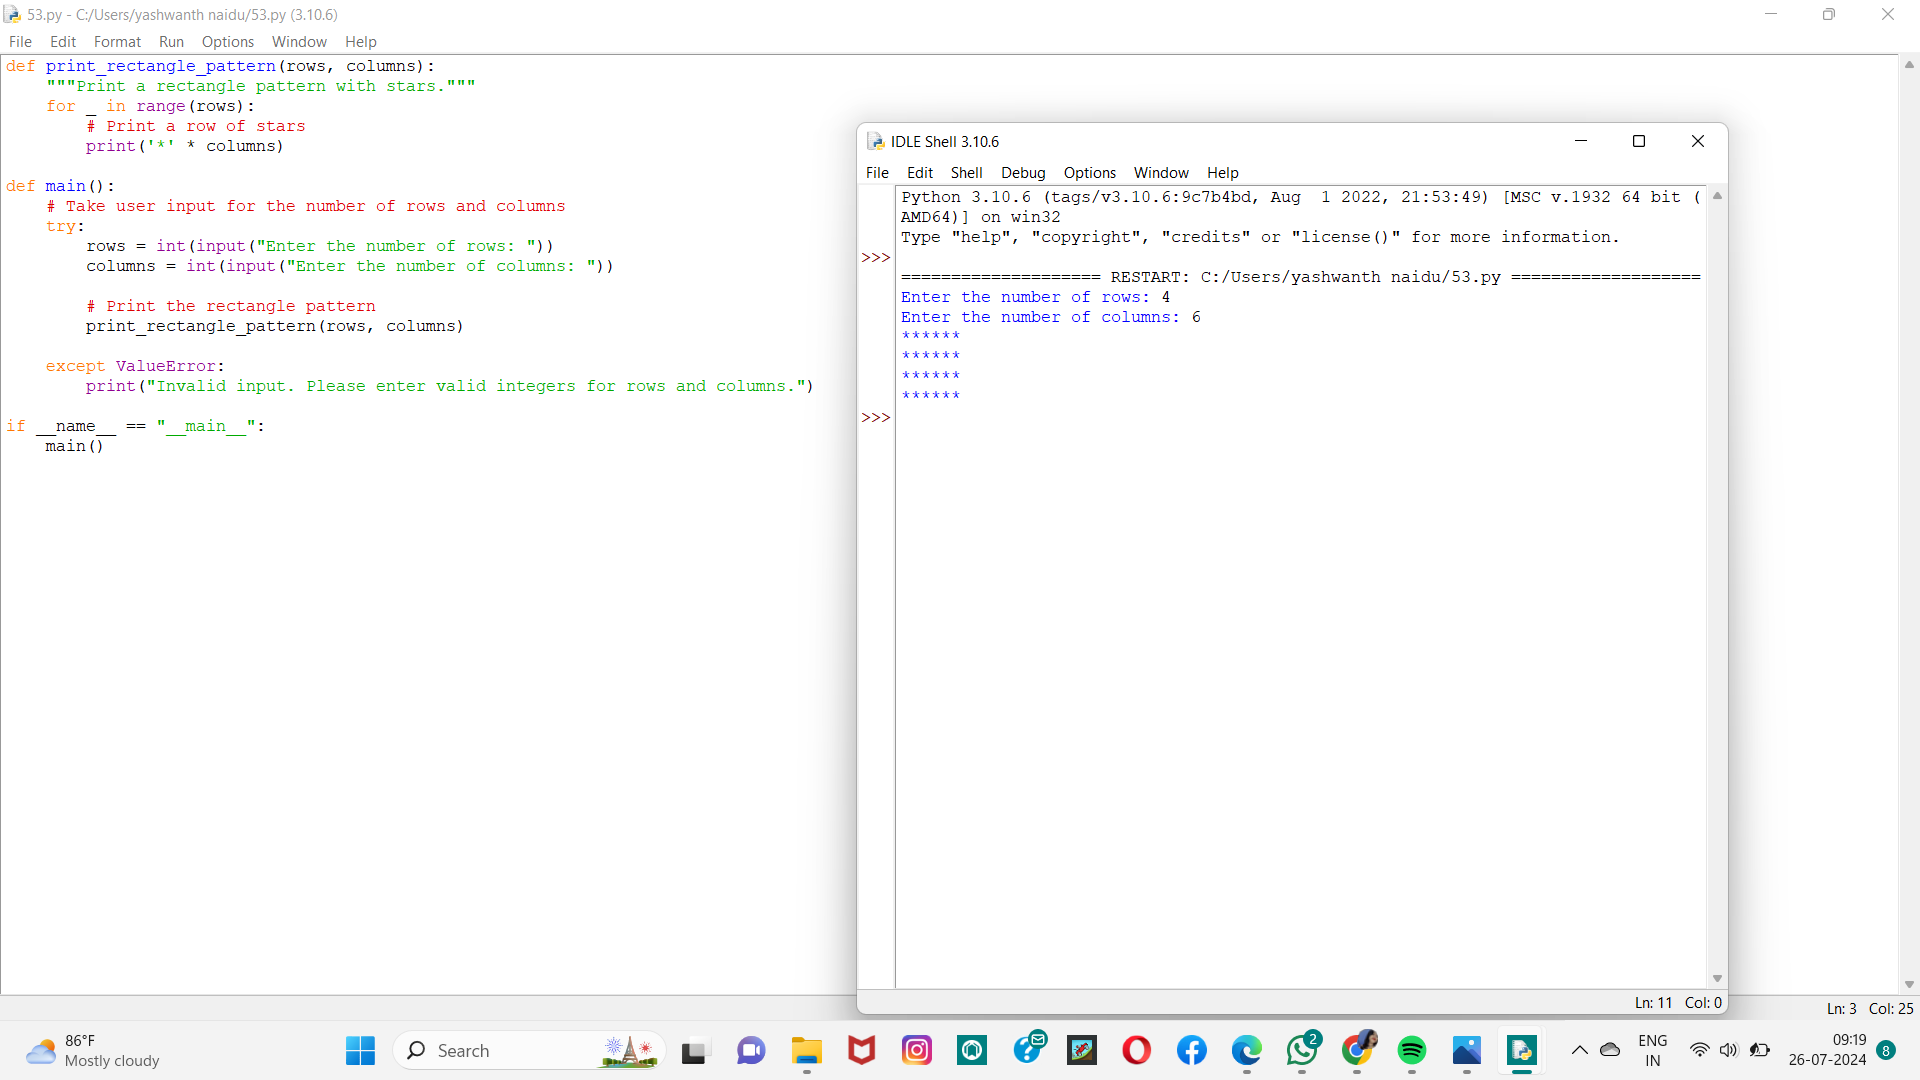 53.py - C:/Users/yashwanth naidu/53.py (3.10.6)
File Edit Format Run Options Window Help
def print_rectangle_pattern(rows, columns):
    """Print a rectangle pattern with stars."""
    for _ in range(rows):
        # Print a row of stars
        print('*' * columns)
def main():
    # Take user input for the number of rows and columns
    try:
        rows = int(input("Enter the number of rows: "))
        columns = int(input("Enter the number of columns: "))
        # Print the rectangle pattern
        print_rectangle_pattern(rows, columns)
    except ValueError:
        print("Invalid input. Please enter valid integers for rows and columns.")
if __name__ == "__main__":
    main()
Ln: 3 Col: 25
IDLE Shell 3.10.6
File Edit Shell Debug Options Window Help
Python 3.10.6 (tags/v3.10.6:9c7b4bd, Aug  1 2022, 21:53:49) [MSC v.1932 64 bit (
AMD64)] on win32
Type "help", "copyright", "credits" or "license()" for more information.
>>>
==================== RESTART: C:/Users/yashwanth naidu/53.py ===================
Enter the number of rows: 4
Enter the number of columns: 6
******
******
******
******
>>>
Ln: 11 Col: 0
86°F
Mostly cloudy
Search
2
ENG
IN
09:19
26-07-2024
8